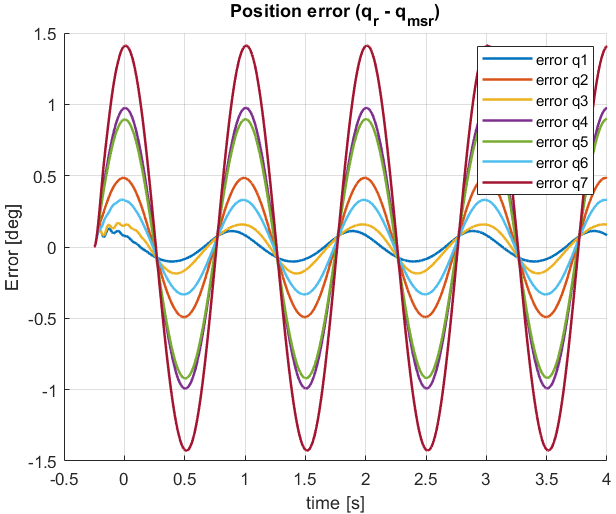 Position error (q_r - q_msr)
error q1
error q2
error q3
error q4
error q5
error q6
error q7
Error [deg]
1.5
1
0.5
0
-0.5
-1
-1.5
-0.5 0 0.5 1 1.5 2 2.5 3 3.5 4
time [s]